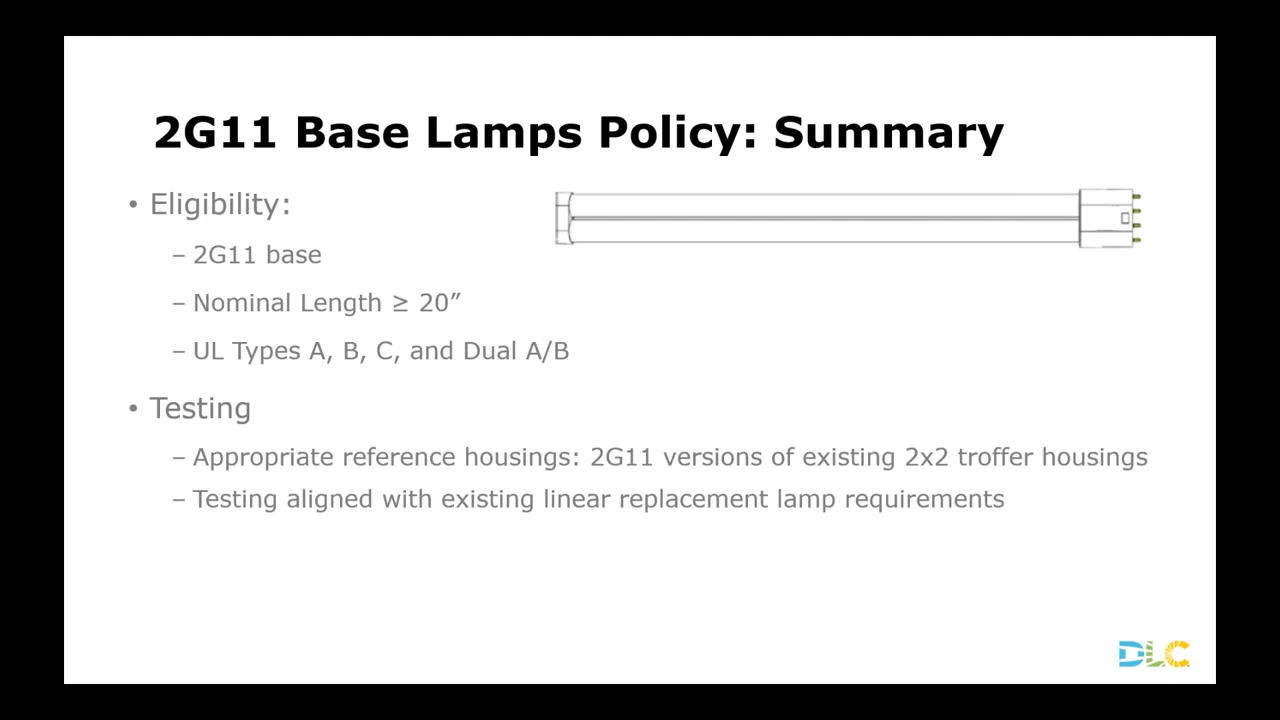 2G11 Base Lamps Policy: Summary
• Eligibility:
– 2G11 base
– Nominal Length ≥ 20”
– UL Types A, B, C, and Dual A/B
• Testing
– Appropriate reference housings: 2G11 versions of existing 2x2 troffer housings
– Testing aligned with existing linear replacement lamp requirements
DLC